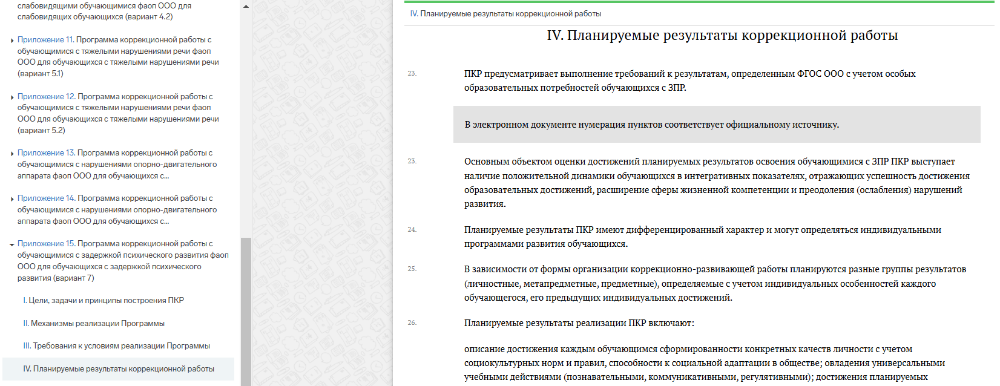 слабовидящими обучающимися фаоп ООО для
слабовидящих обучающихся (вариант 4.2)
Приложение 11. Программа коррекционной работы с
обучающимися с тяжелыми нарушениями речи фаоп
ООО для обучающихся с тяжелыми нарушениями речи
(вариант 5.1)
Приложение 12. Программа коррекционной работы с
обучающимися с тяжелыми нарушениями речи фаоп
ООО для обучающихся с тяжелыми нарушениями речи
(вариант 5.2)
Приложение 13. Программа коррекционной работы с
обучающимися с нарушениями опорно-двигательного
аппарата фаоп ООО для обучающихся с...
Приложение 14. Программа коррекционной работы с
обучающимися с нарушениями опорно-двигательного
аппарата фаоп ООО для обучающихся с...
Приложение 15. Программа коррекционной работы с
обучающимися с задержкой психического развития фаоп
ООО для обучающихся с задержкой психического
развития (вариант 7)
I. Цели, задачи и принципы построения ПКР
II. Механизмы реализации Программы
III. Требования к условиям реализации Программы
IV. Планируемые результаты коррекционной работы
IV. Планируемые результаты коррекционной работы
IV. Планируемые результаты коррекционной работы
23. ПКР предусматривает выполнение требований к результатам, определенным ФГОС ООО с учетом особых
образовательных потребностей обучающихся с ЗПР.
В электронном документе нумерация пунктов соответствует официальному источнику.
23. Основным объектом оценки достижений планируемых результатов освоения обучающимися с ЗПР ПКР выступает
наличие положительной динамики обучающихся в интегративных показателях, отражающих успешность достижения
образовательных достижений, расширение сферы жизненной компетенции и преодоления (ослабления) нарушений
развития.
24. Планируемые результаты ПКР имеют дифференцированный характер и могут определяться индивидуальными
программами развития обучающихся.
25. В зависимости от формы организации коррекционно-развивающей работы планируются разные группы результатов
(личностные, метапредметные, предметные), определяемые с учетом индивидуальных особенностей каждого
обучающегося, его предыдущих индивидуальных достижений.
26. Планируемые результаты реализации ПКР включают:
описание достижения каждым обучающимся сформированности конкретных качеств личности с учетом
социокультурных норм и правил, способности к социальной адаптации в обществе; овладения универсальными
учебными действиями (познавательными, коммуникативными, регулятивными); достижения планируемых